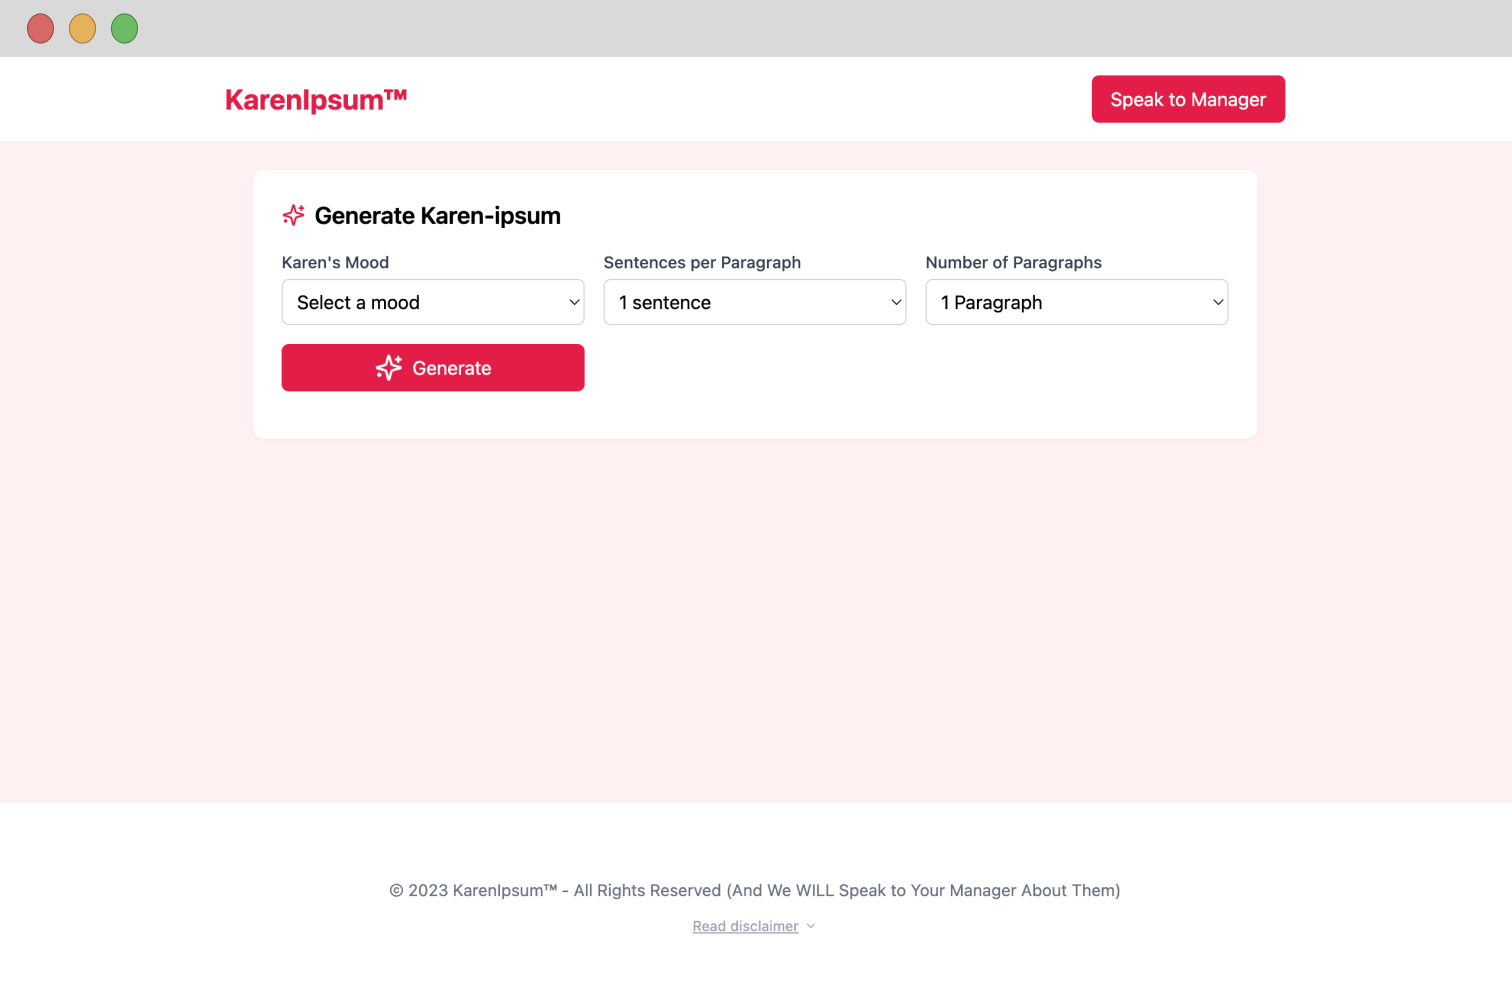 KarenIpsum™
Speak to Manager
Generate Karen-ipsum
Karen's Mood
Sentences per Paragraph
Number of Paragraphs
Select a mood
1 sentence
1 Paragraph
Generate
© 2023 KarenIpsum™ - All Rights Reserved (And We WILL Speak to Your Manager About Them)
Read disclaimer